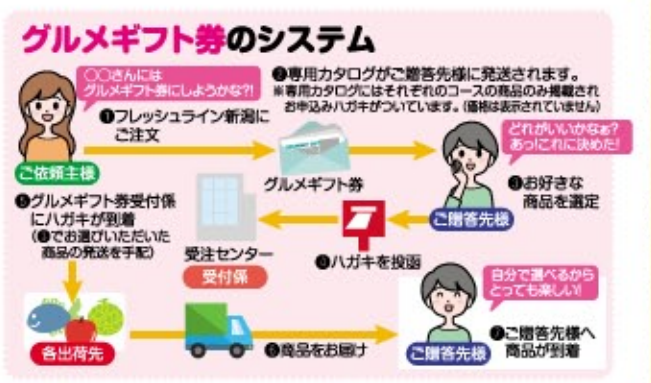 グルメギフト券のシステム
○○さんには
グルメギフト券にしようかな?!
❶フレッシュライン新潟に
ご注文
ご依頼主様
❷専用カタログがご贈答先様に発送されます。
※専用カタログにはそれぞれのコースの商品のみ掲載され
お申込みハガキがついています。(価格は表示されていません)
グルメギフト券
どれがいいかなぁ?
あっ!これに決めた!
❸お好きな
商品を選定
ご贈答先様
❹ハガキを投函
受注センター
受付係
❺グルメギフト券受付係
にハガキが到着
(❸でお選びいただいた
商品の発送を手配)
各出荷先
❻商品をお届け
自分で選べるから
とっても楽しい!
ご贈答先様
❼ご贈答先様へ
商品が到着